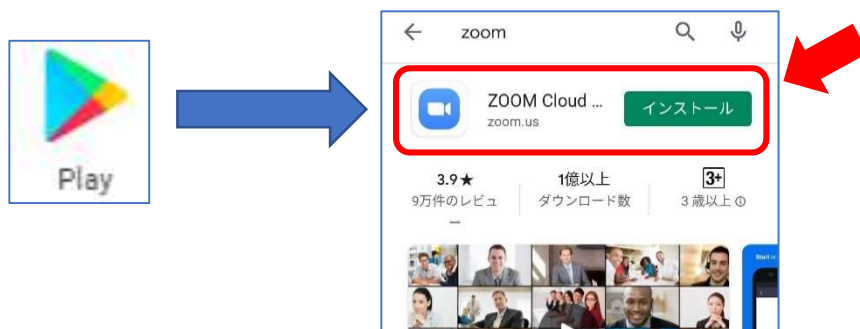 Play
zoom
ZOOM Cloud ...
zoom.us
インストール
3.9★
9万件のレビュ
ー
1億以上
ダウンロード数
3+
3 歳以上